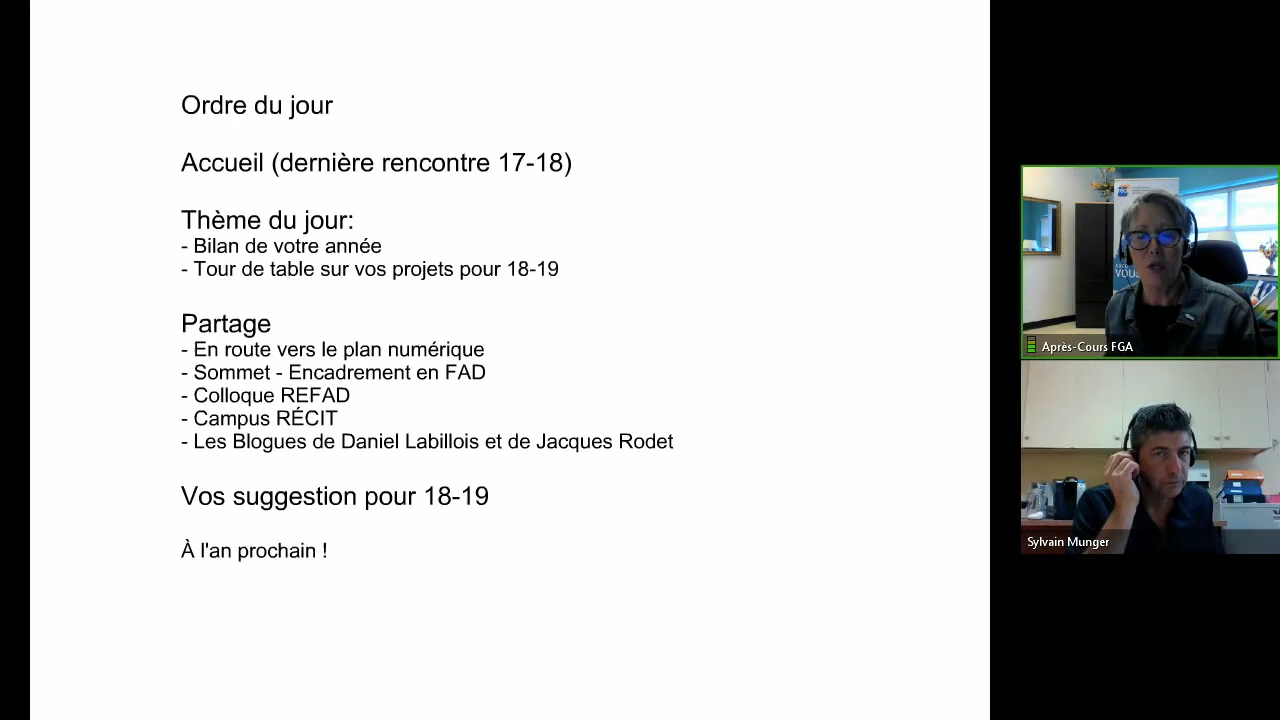 Ordre du jour
Accueil (dernière rencontre 17-18)
Thème du jour:
- Bilan de votre année
- Tour de table sur vos projets pour 18-19
Partage
- En route vers le plan numérique
- Sommet - Encadrement en FAD
- Colloque REFAD
- Campus RÉCIT
- Les Blogues de Daniel Labillois et de Jacques Rodet
Vos suggestion pour 18-19
À l'an prochain !
VOUS
Après-Cours FGA
Sylvain Munger